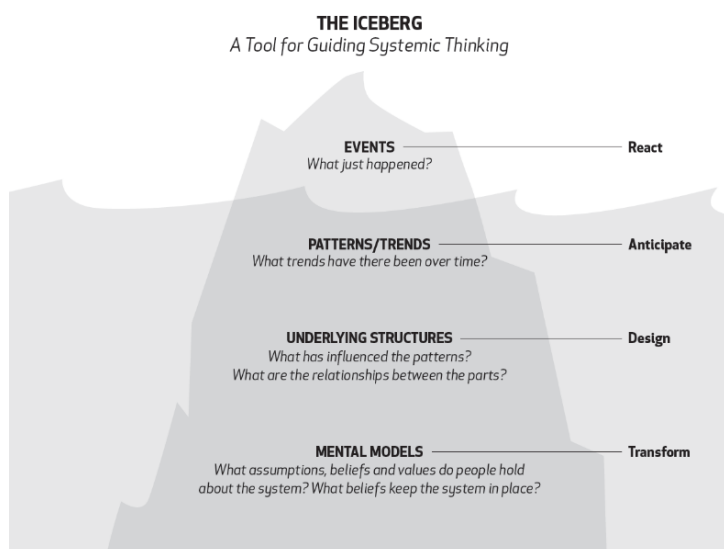 THE ICEBERG
A Tool for Guiding Systemic Thinking
EVENTS React
What just happened?
PATTERNS/TRENDS Anticipate
What trends have there been over time?
UNDERLYING STRUCTURES Design
What has influenced the patterns?
What are the relationships between the parts?
MENTAL MODELS Transform
What assumptions, beliefs and values do people hold
about the system? What beliefs keep the system in place?